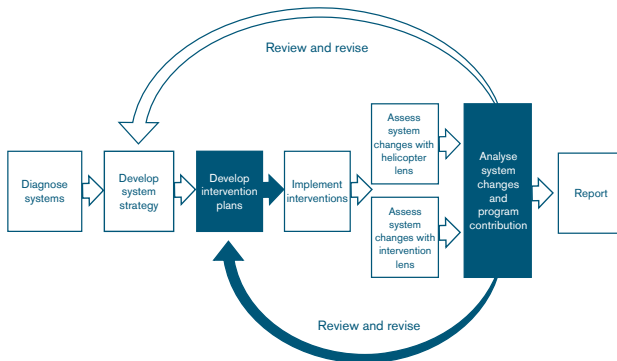 Review and revise
Diagnose
systems
Develop
system
strategy
Develop
intervention
plans
Implement
interventions
Assess
system
changes with
helicopter
lens
Assess
system
changes with
intervention
lens
Analyse
system
changes
and
program
contribution
Report
Review and revise